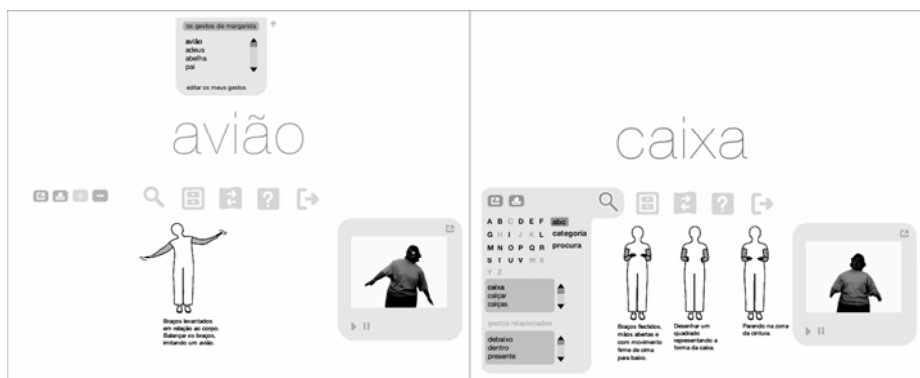 os gestos de margarida
avião
adeus
abelha
pai
editar os meus gestos
avião
Braços levantados
em relação ao corpo.
Balançar os braços,
imitando um avião.
caixa
A B C D E F abc
G H I J K L categoria
M N O P Q R procura
S T U V W X
Y Z
caixa
calçar
calças
gestos relacionados
debaixo
dentro
presente
Braços flectidos,
mãos abertas e
com movimento
firme de cima
para baixo.
Desenhar um
quadrado
representando a
forma da caixa.
Parando na zona
da cintura.